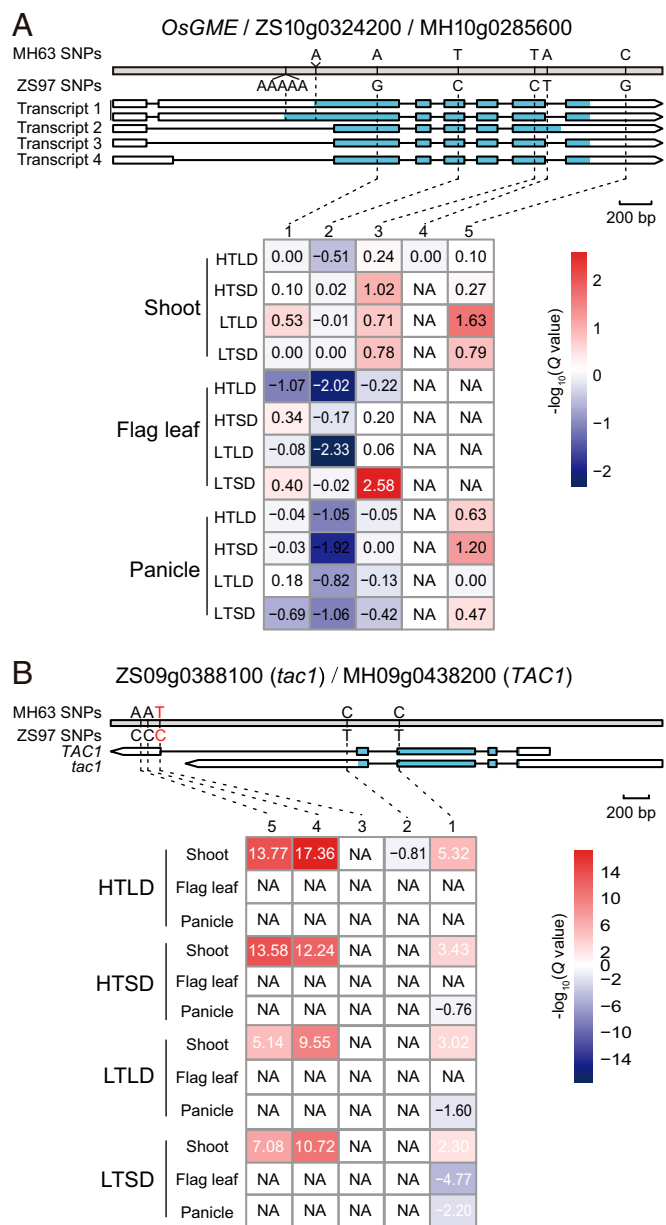 A
OsGME / ZS10g0324200 / MH10g0285600
MH63 SNPs A A T T A C
ZS97 SNPs AAAAA G C C T G
Transcript 1
Transcript 2
Transcript 3
Transcript 4
200 bp
1 2 3 4 5
Shoot
HTLD 0.00 −0.51 0.24 0.00 0.10
HTSD 0.10 0.02 1.02 NA 0.27
LTLD 0.53 −0.01 0.71 NA 1.63
LTSD 0.00 0.00 0.78 NA 0.79
Flag leaf
HTLD −1.07 −2.02 −0.22 NA NA
HTSD 0.34 −0.17 0.20 NA NA
LTLD −0.08 −2.33 0.06 NA NA
LTSD 0.40 −0.02 2.58 NA NA
Panicle
HTLD −0.04 −1.05 −0.05 NA 0.63
HTSD −0.03 −1.92 0.00 NA 1.20
LTLD 0.18 −0.82 −0.13 NA 0.00
LTSD −0.69 −1.06 −0.42 NA 0.47
2
1
0
−1
−2
-log10(Q value)
B
ZS09g0388100 (tac1) / MH09g0438200 (TAC1)
MH63 SNPs AAT C C
ZS97 SNPs CCC T T
TAC1
tac1
200 bp
5 4 3 2 1
HTLD
Shoot 13.77 17.36 NA −0.81 5.32
Flag leaf NA NA NA NA NA
Panicle NA NA NA NA NA
HTSD
Shoot 13.58 12.24 NA NA 3.43
Flag leaf NA NA NA NA NA
Panicle NA NA NA NA −0.76
LTLD
Shoot 5.14 9.55 NA NA 3.02
Flag leaf NA NA NA NA NA
Panicle NA NA NA NA −1.60
LTSD
Shoot 7.08 10.72 NA NA 2.30
Flag leaf NA NA NA NA −4.77
Panicle NA NA NA NA −2.20
14
10
6
2
0
−2
−6
−10
−14
-log10(Q value)